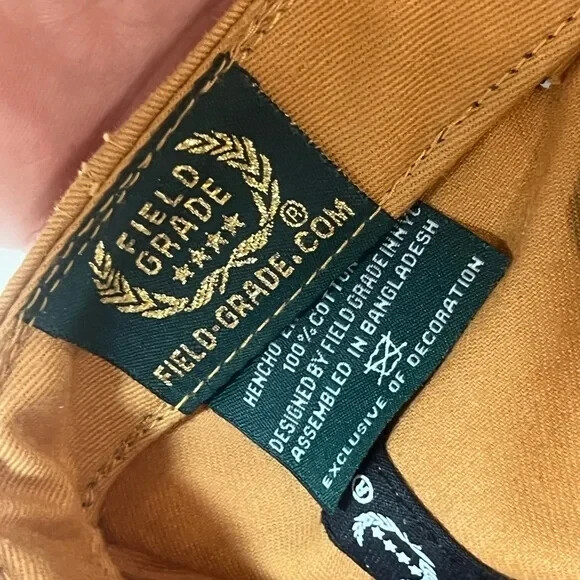 FIELD
GRADE
®
FIELD-GRADE.COM
100% COTTON
DESIGNED BY FIELD GRADE IN NYC
ASSEMBLED IN BANGLADESH
EXCLUSIVE OF DECORATION
®